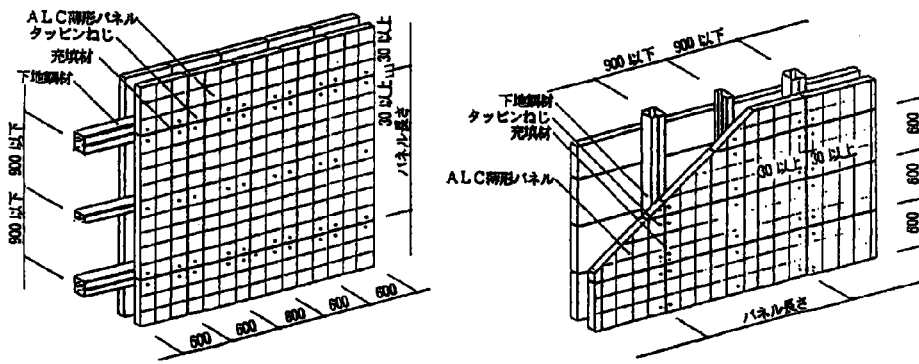 ALC薄形パネル
タッピンねじ
充填材
下地鋼材
900以下
900以下
30以上
30以上
パネル長さ
600
600
600
600
600
900以下
900以下
下地鋼材
タッピンねじ
充填材
ALC薄形パネル
30以上
30以上
600
600
600
パネル長さ